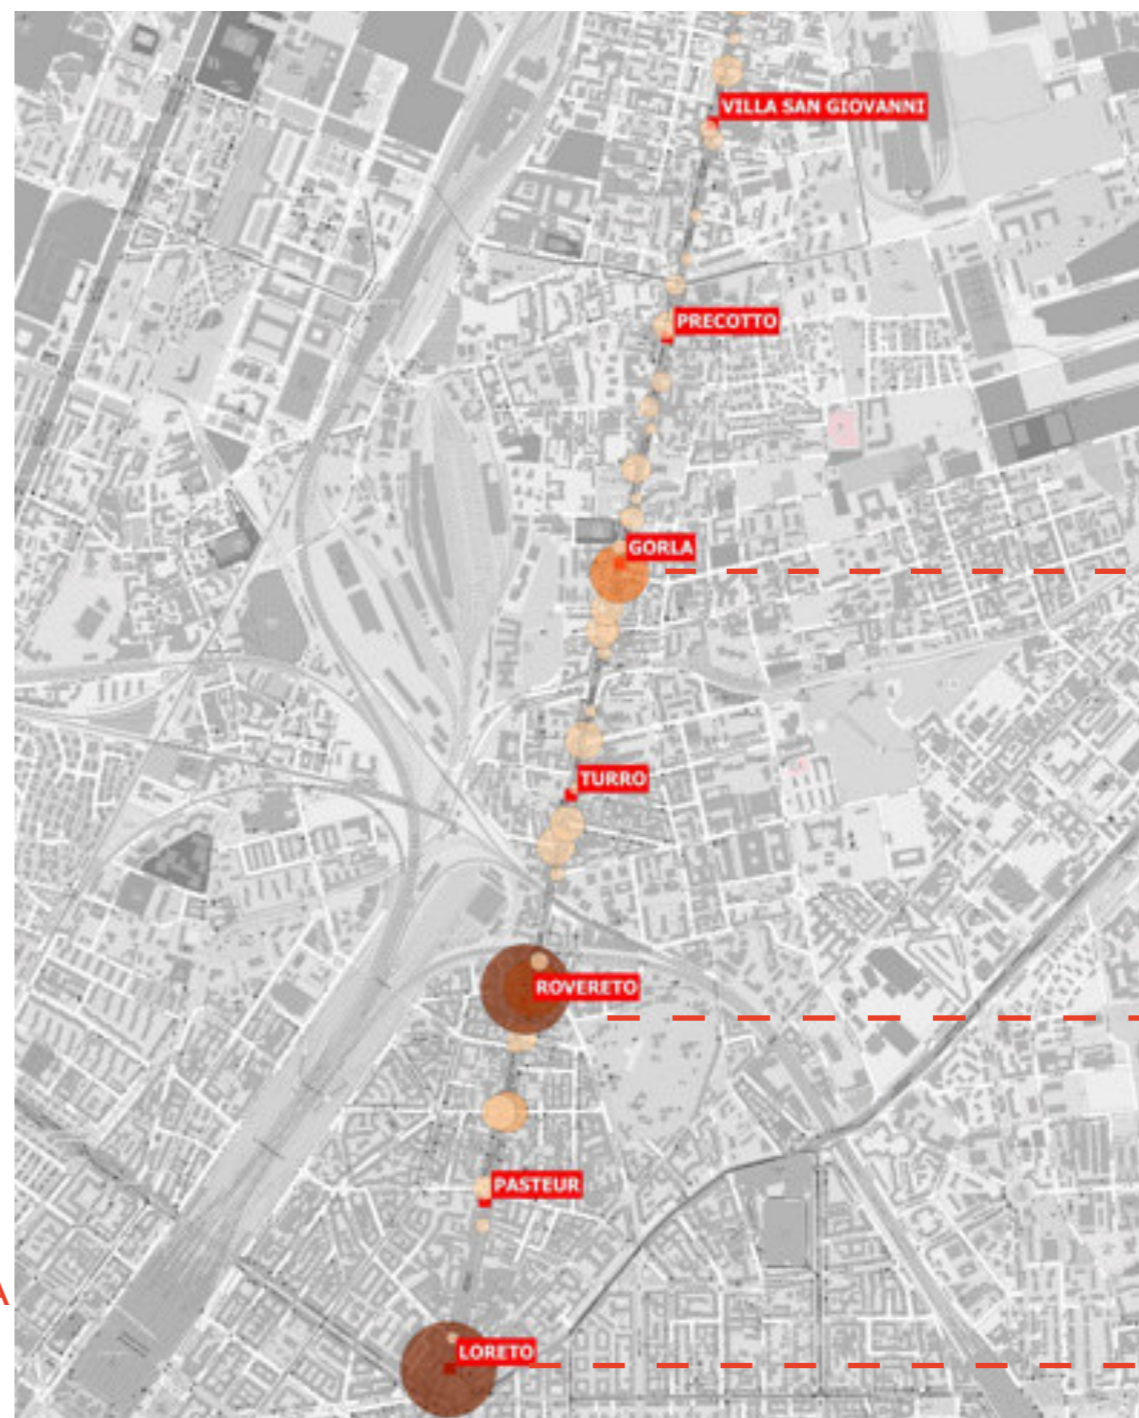 VILLA SAN GIOVANNI
PRECOTTO
GORLA
TURRO
ROVERETO
PASTEUR
A
LORETO